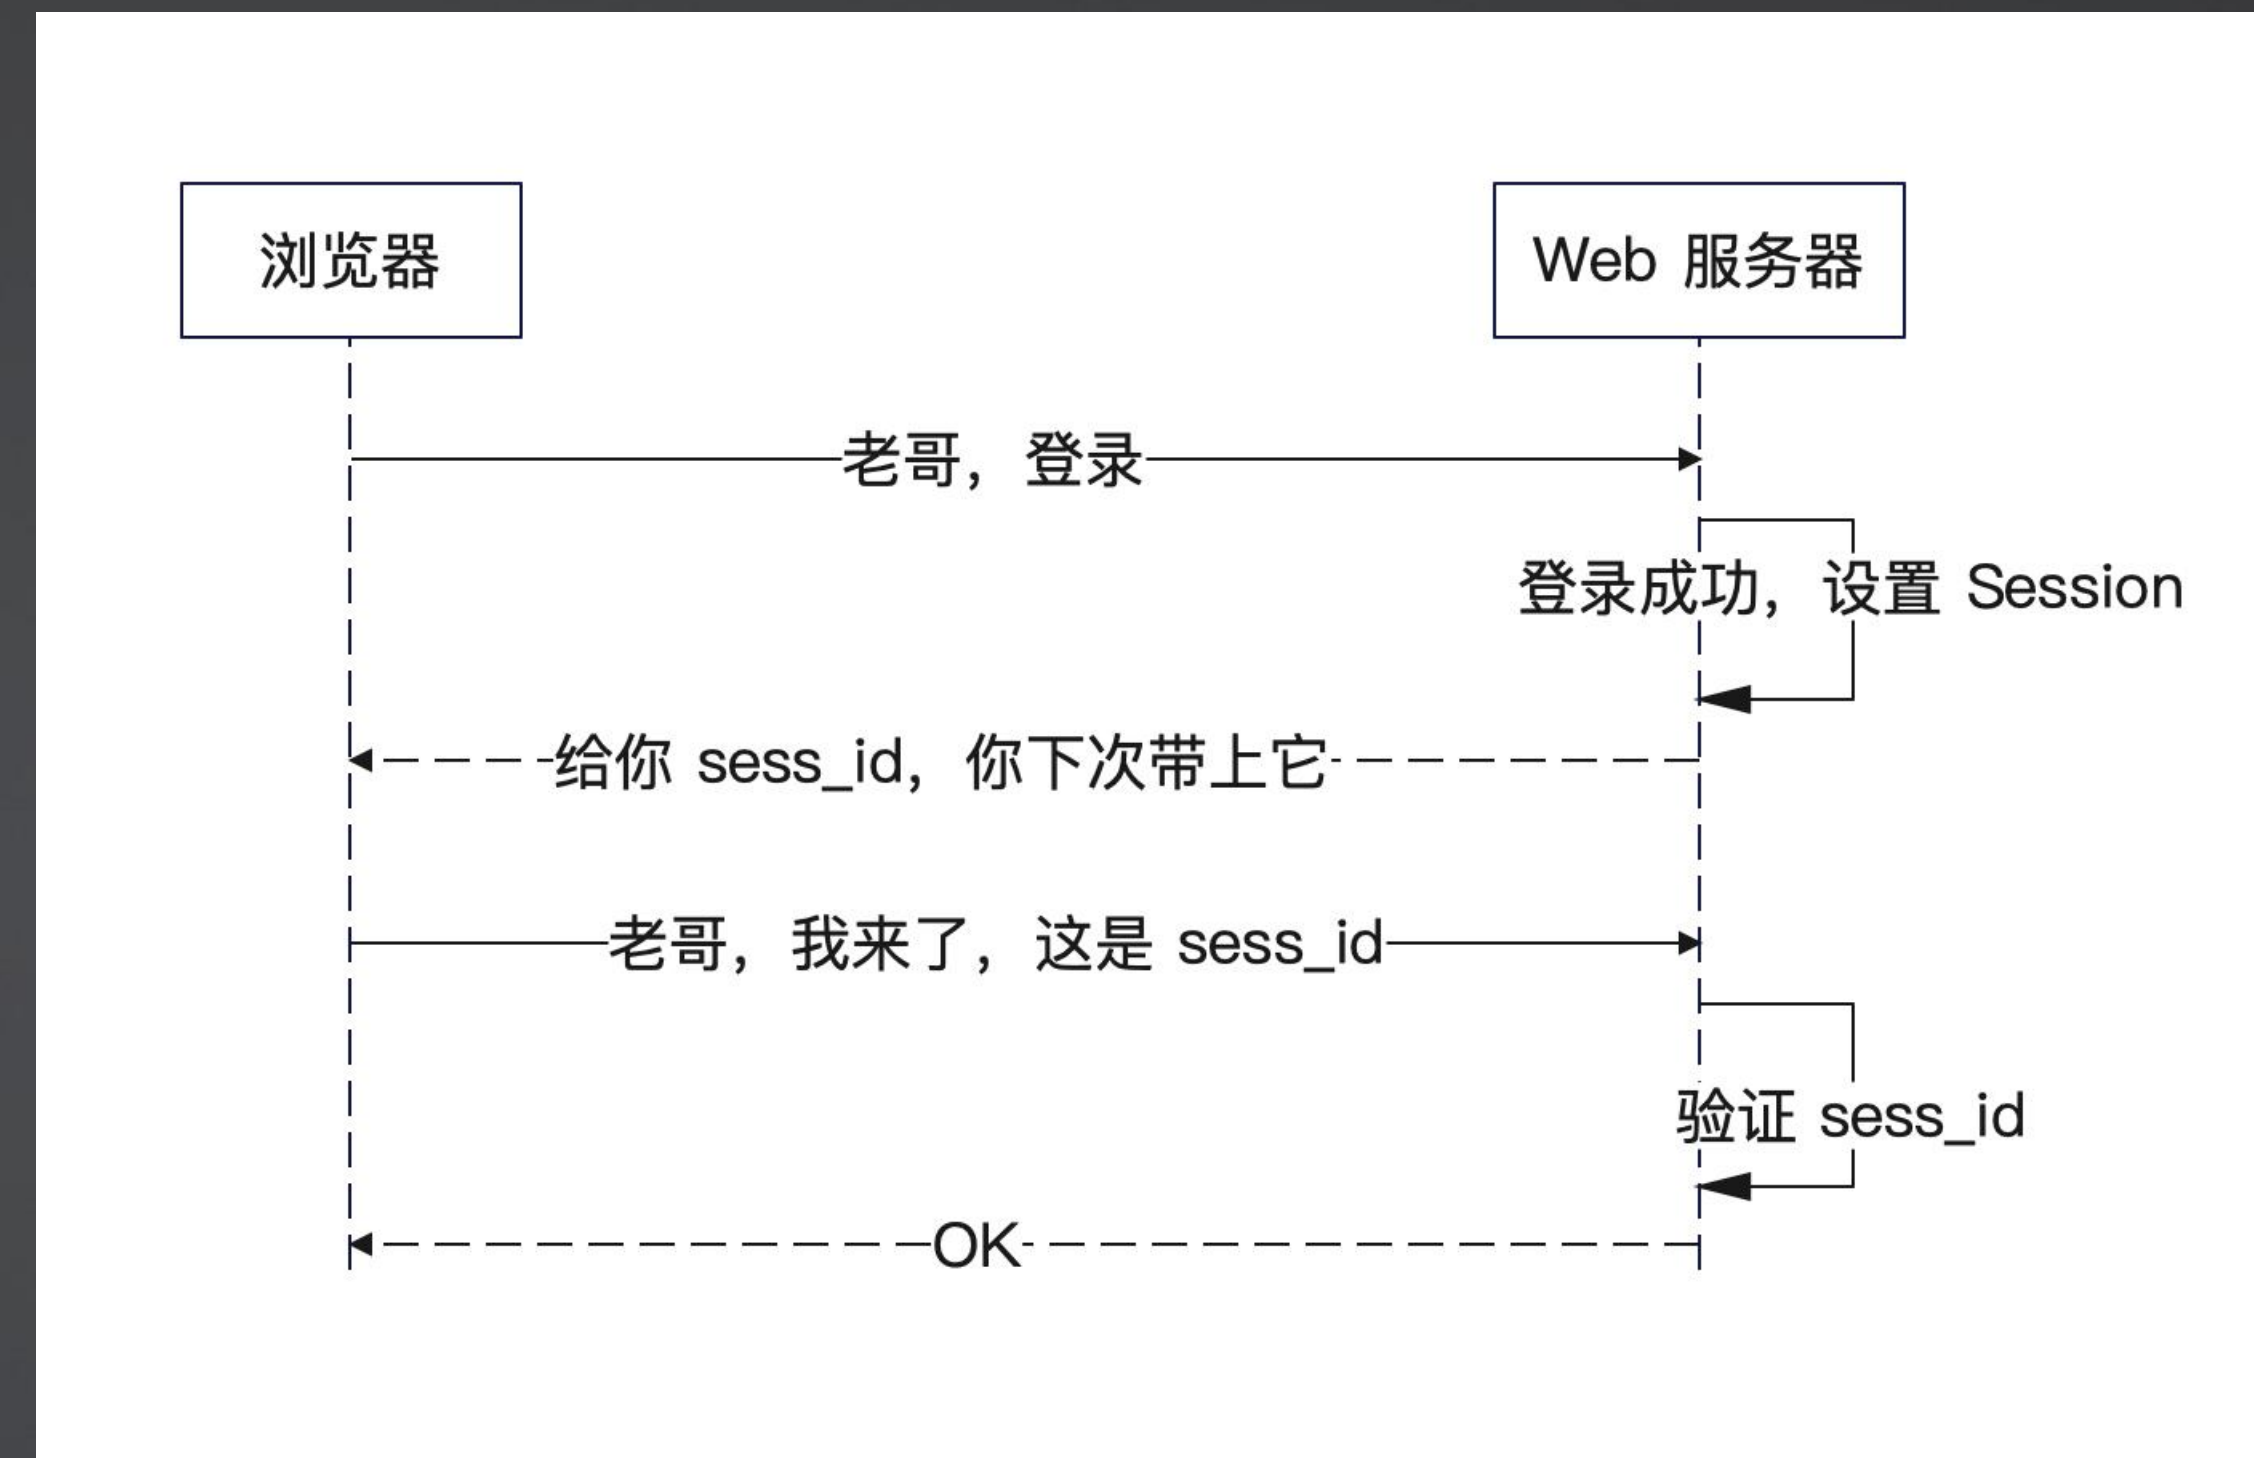 浏览器
Web 服务器
老哥，登录
登录成功，设置 Session
给你 sess_id，你下次带上它
老哥，我来了，这是 sess_id
验证 sess_id
OK